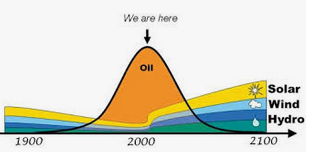 We are here
Oil
Solar
Wind
Hydro
1900
2000
2100